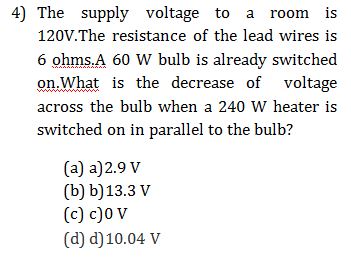 4) The supply voltage to a room is
120V.The resistance of the lead wires is
6 ohms.A 60 W bulb is already switched
on.What is the decrease of voltage
across the bulb when a 240 W heater is
switched on in parallel to the bulb?
(a) a)2.9 V
(b) b)13.3 V
(c) c)0 V
(d) d)10.04 V